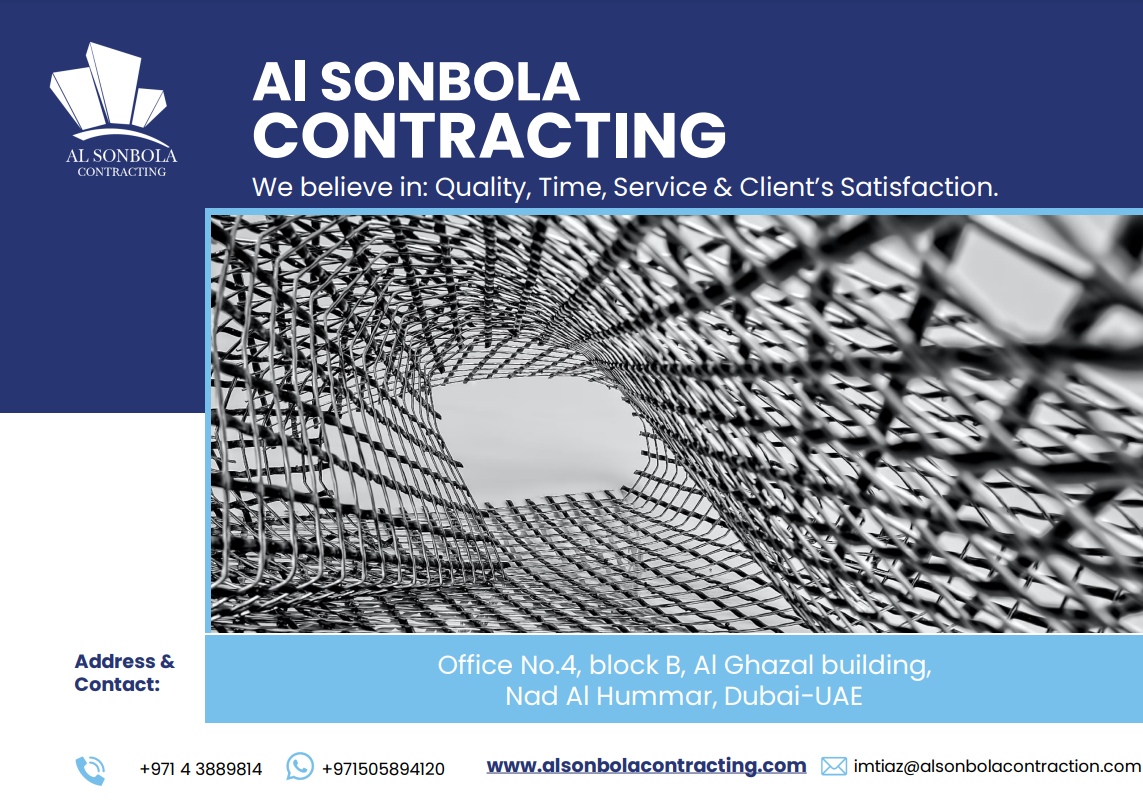 AL SONBOLA
CONTRACTING
Al SONBOLA
CONTRACTING
We believe in: Quality, Time, Service & Client’s Satisfaction.
Address &
Contact:
Office No.4, block B, Al Ghazal building,
Nad Al Hummar, Dubai-UAE
+971 4 3889814
+971505894120
www.alsonbolacontracting.com
imtiaz@alsonbolacontraction.com